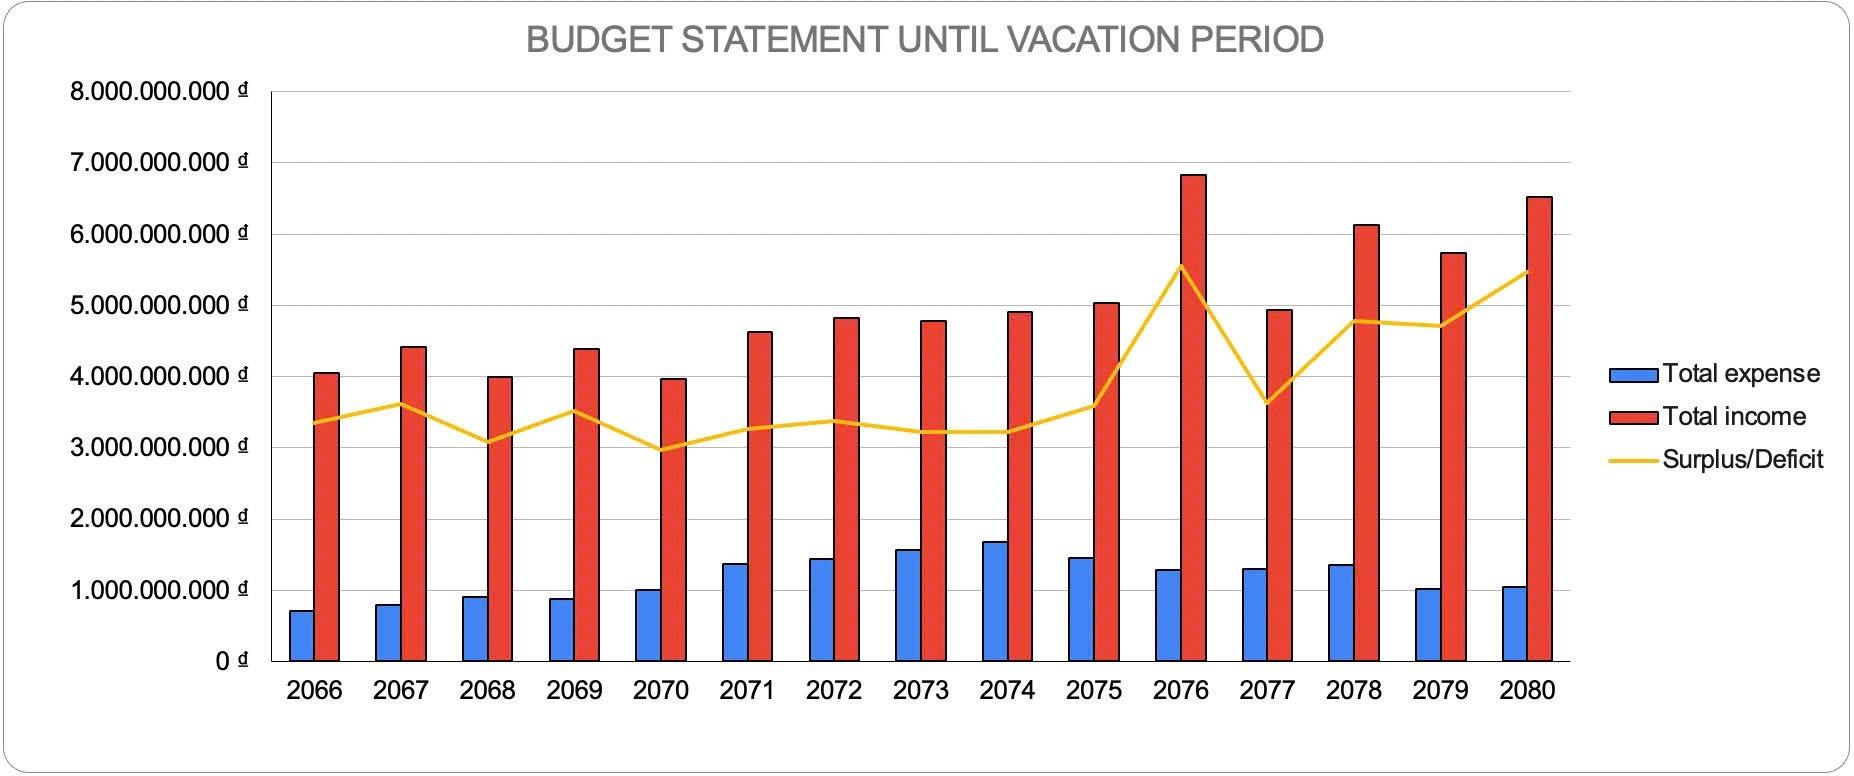 BUDGET STATEMENT UNTIL VACATION PERIOD
8.000.000.000 ₫
7.000.000.000 ₫
6.000.000.000 ₫
5.000.000.000 ₫
4.000.000.000 ₫
3.000.000.000 ₫
2.000.000.000 ₫
1.000.000.000 ₫
0 ₫
2066 2067 2068 2069 2070 2071 2072 2073 2074 2075 2076 2077 2078 2079 2080
Total expense
Total income
Surplus/Deficit